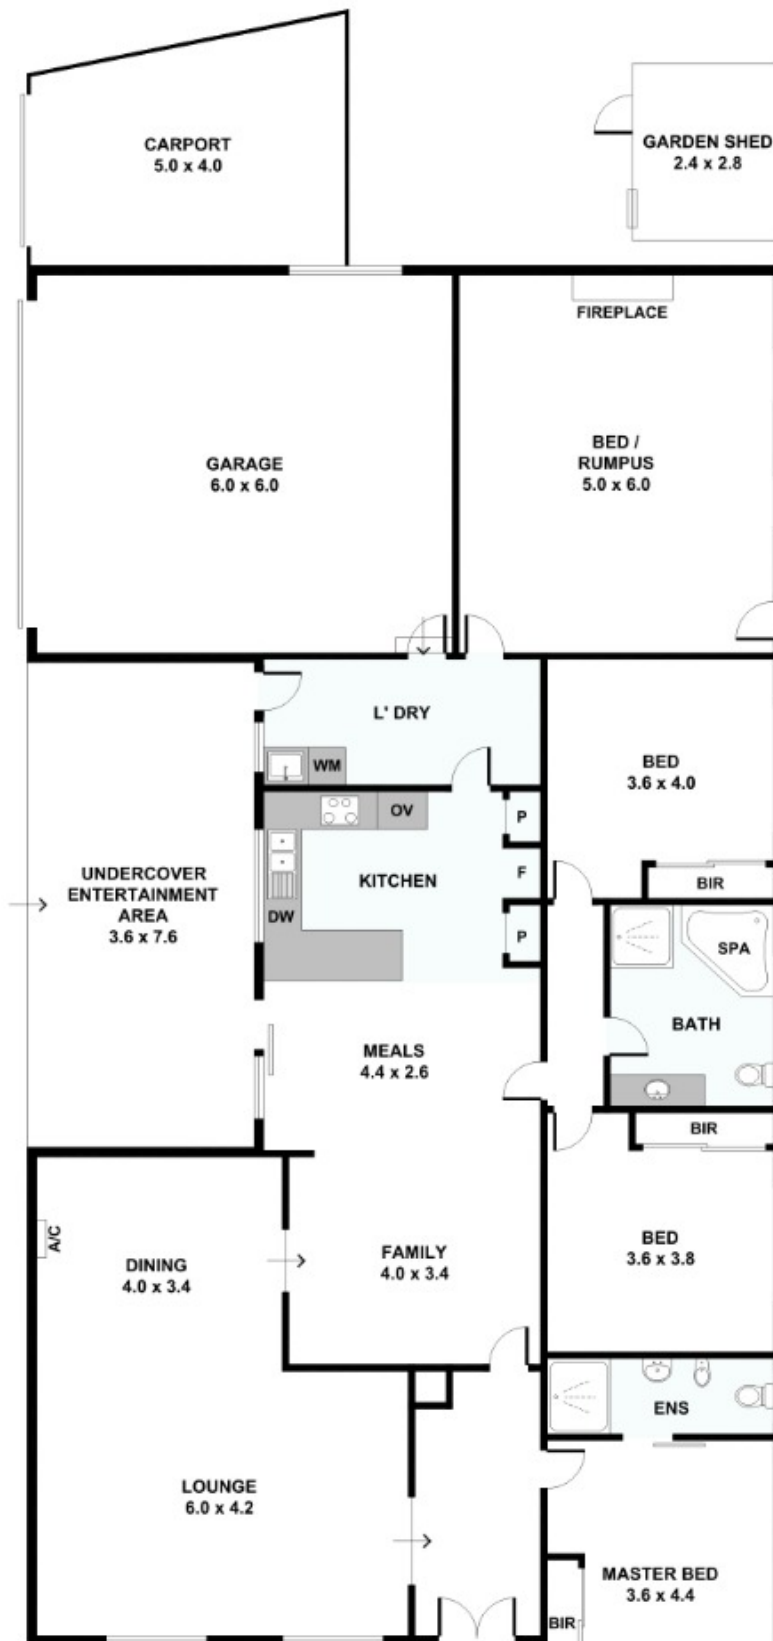 CARPORT
5.0 x 4.0
GARDEN SHED
2.4 x 2.8
FIREPLACE
GARAGE
6.0 x 6.0
BED /
RUMPUS
5.0 x 6.0
L' DRY
WM
BED
3.6 x 4.0
OV
P
KITCHEN
F
BIR
UNDERCOVER
ENTERTAINMENT
AREA
3.6 x 7.6
DW
P
SPA
BATH
MEALS
4.4 x 2.6
BIR
A/C
DINING
4.0 x 3.4
FAMILY
4.0 x 3.4
BED
3.6 x 3.8
ENS
LOUNGE
6.0 x 4.2
MASTER BED
3.6 x 4.4
BIR